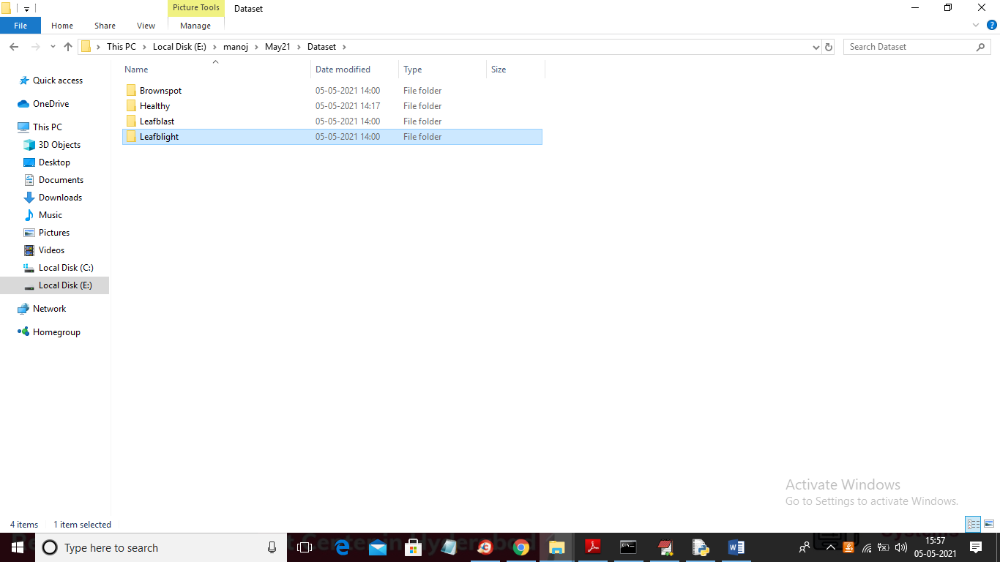 Picture Tools Dataset
File Home Share View Manage
This PC Local Disk (E:) manoj May21 Dataset Search Dataset
Name Date modified Type Size
Quick access
OneDrive
This PC
3D Objects
Desktop
Documents
Downloads
Music
Pictures
Videos
Local Disk (C:)
Local Disk (E:)
Network
Homegroup
Brownspot 05-05-2021 14:00 File folder
Healthy 05-05-2021 14:17 File folder
Leafblast 05-05-2021 14:00 File folder
Leafblight 05-05-2021 14:00 File folder
Activate Windows
Go to Settings to activate Windows.
4 items 1 item selected
Type here to search
15:57
05-05-2021